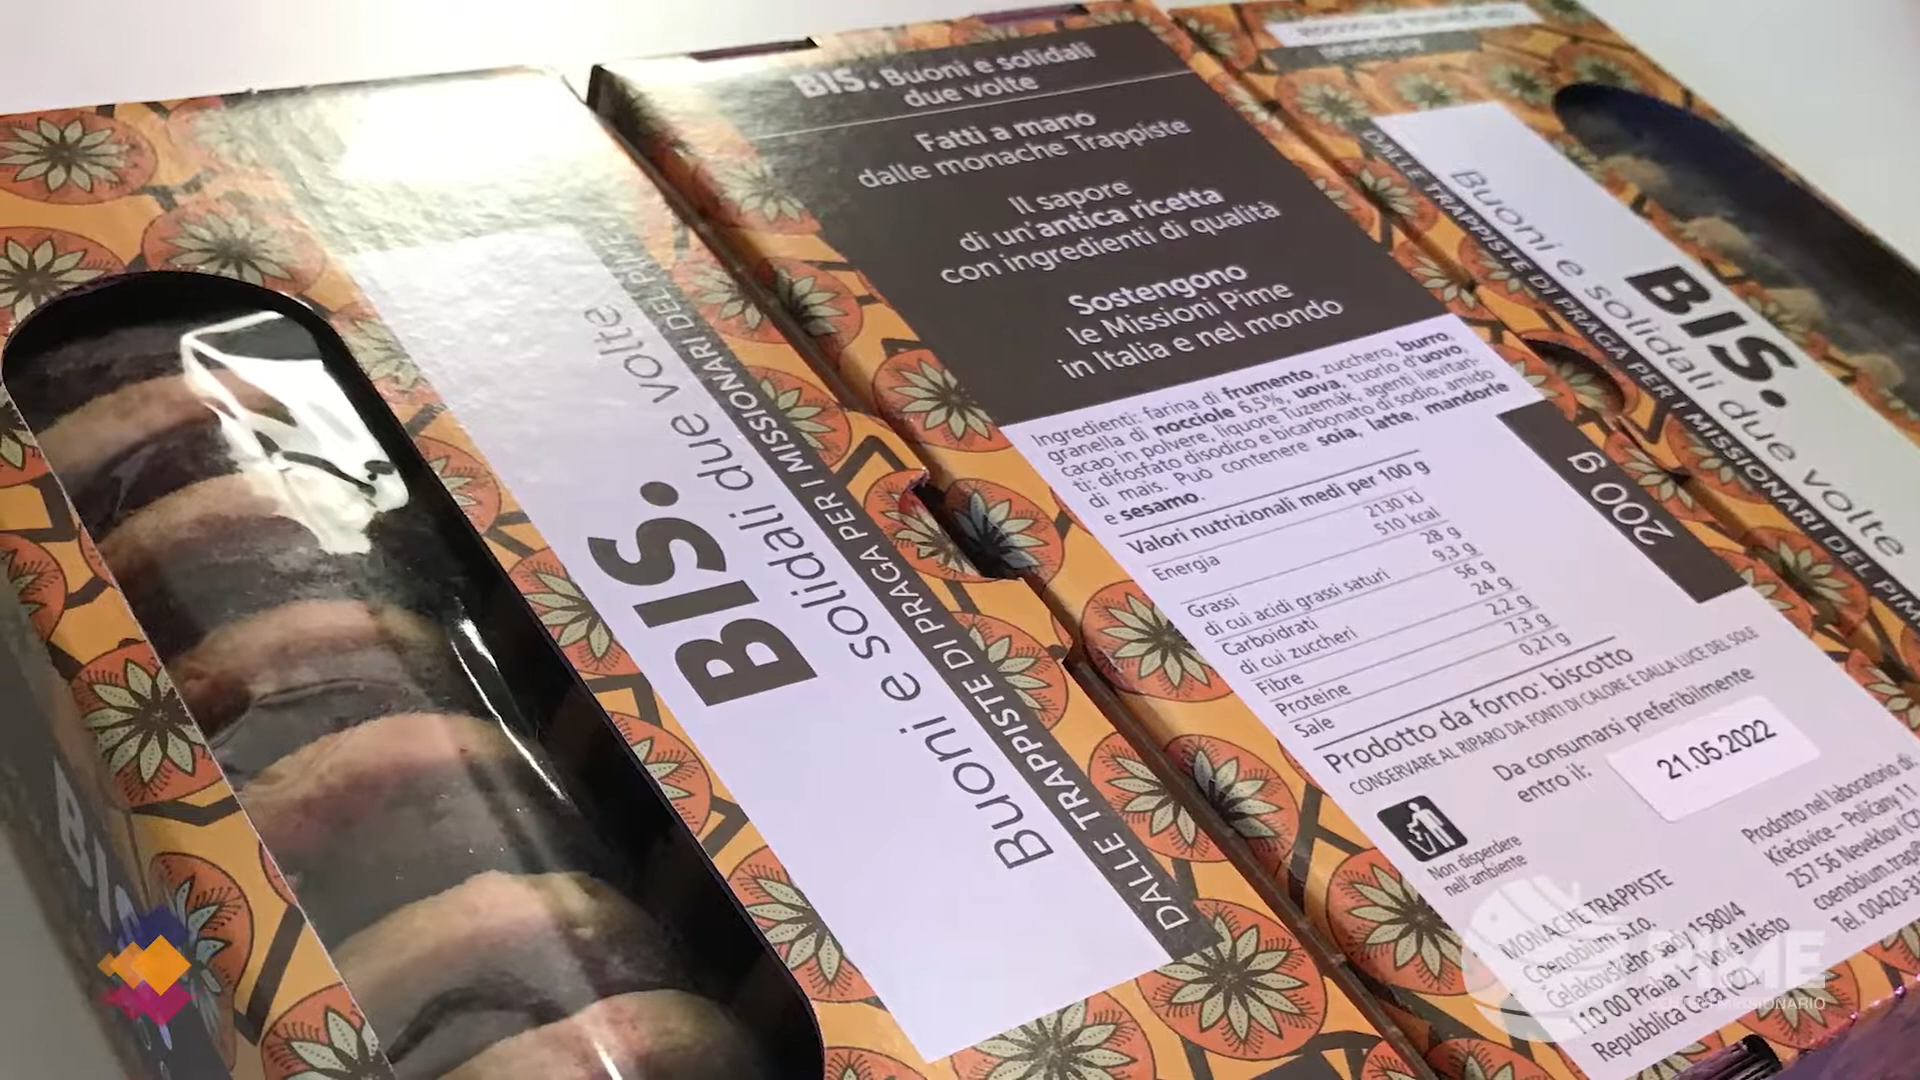 BIS.
Buoni e solidali due volte
DALLE TRAPPISTE DI PRAGA PER I MISSIONARI DEL PIME
BIS. Buoni e solidali
due volte
Fatti a mano
dalle monache Trappiste
Il sapore
di un'antica ricetta
con ingredienti di qualità
Sostengono
le Missioni Pime
in Italia e nel mondo
Ingredienti: farina di frumento, zucchero, burro,
granella di nocciole 6,5%, uova, tuorlo d'uovo,
cacao in polvere, liquore Tuzemák, agenti lievitan-
ti: difosfato disodico e bicarbonato di sodio, amido
di mais. Può contenere soia, latte, mandorle
e sesamo.
Valori nutrizionali medi per 100 g
Energia 2130 kJ
510 kcal
Grassi 28 g
di cui acidi grassi saturi 9,3 g
Carboidrati 56 g
di cui zuccheri 24 g
Fibre 2,2 g
Proteine 7,3 g
Sale 0,21 g
Prodotto da forno: biscotto
CONSERVARE AL RIPARO DA FONTI DI CALORE E DALLA LUCE DEL SOLE
Da consumarsi preferibilmente
entro il: 21.05.2022
Non disperdere
nell'ambiente
MONACHE TRAPPISTE
Coenobium s.r.o.
Čelakovského sady 1580/4
110 00 Praha 1 – Nové Město
Repubblica Ceca
Prodotto nel laboratorio di:
Křečovice – Poličany 11
257 56 Neveklov
coenobium.trap@
Tel. 00420-31
200 g
BIS.
Buoni e solidali due volte
DALLE TRAPPISTE DI PRAGA PER I MISSIONARI DEL PIM
BIS
PIME
MISSIONARIO